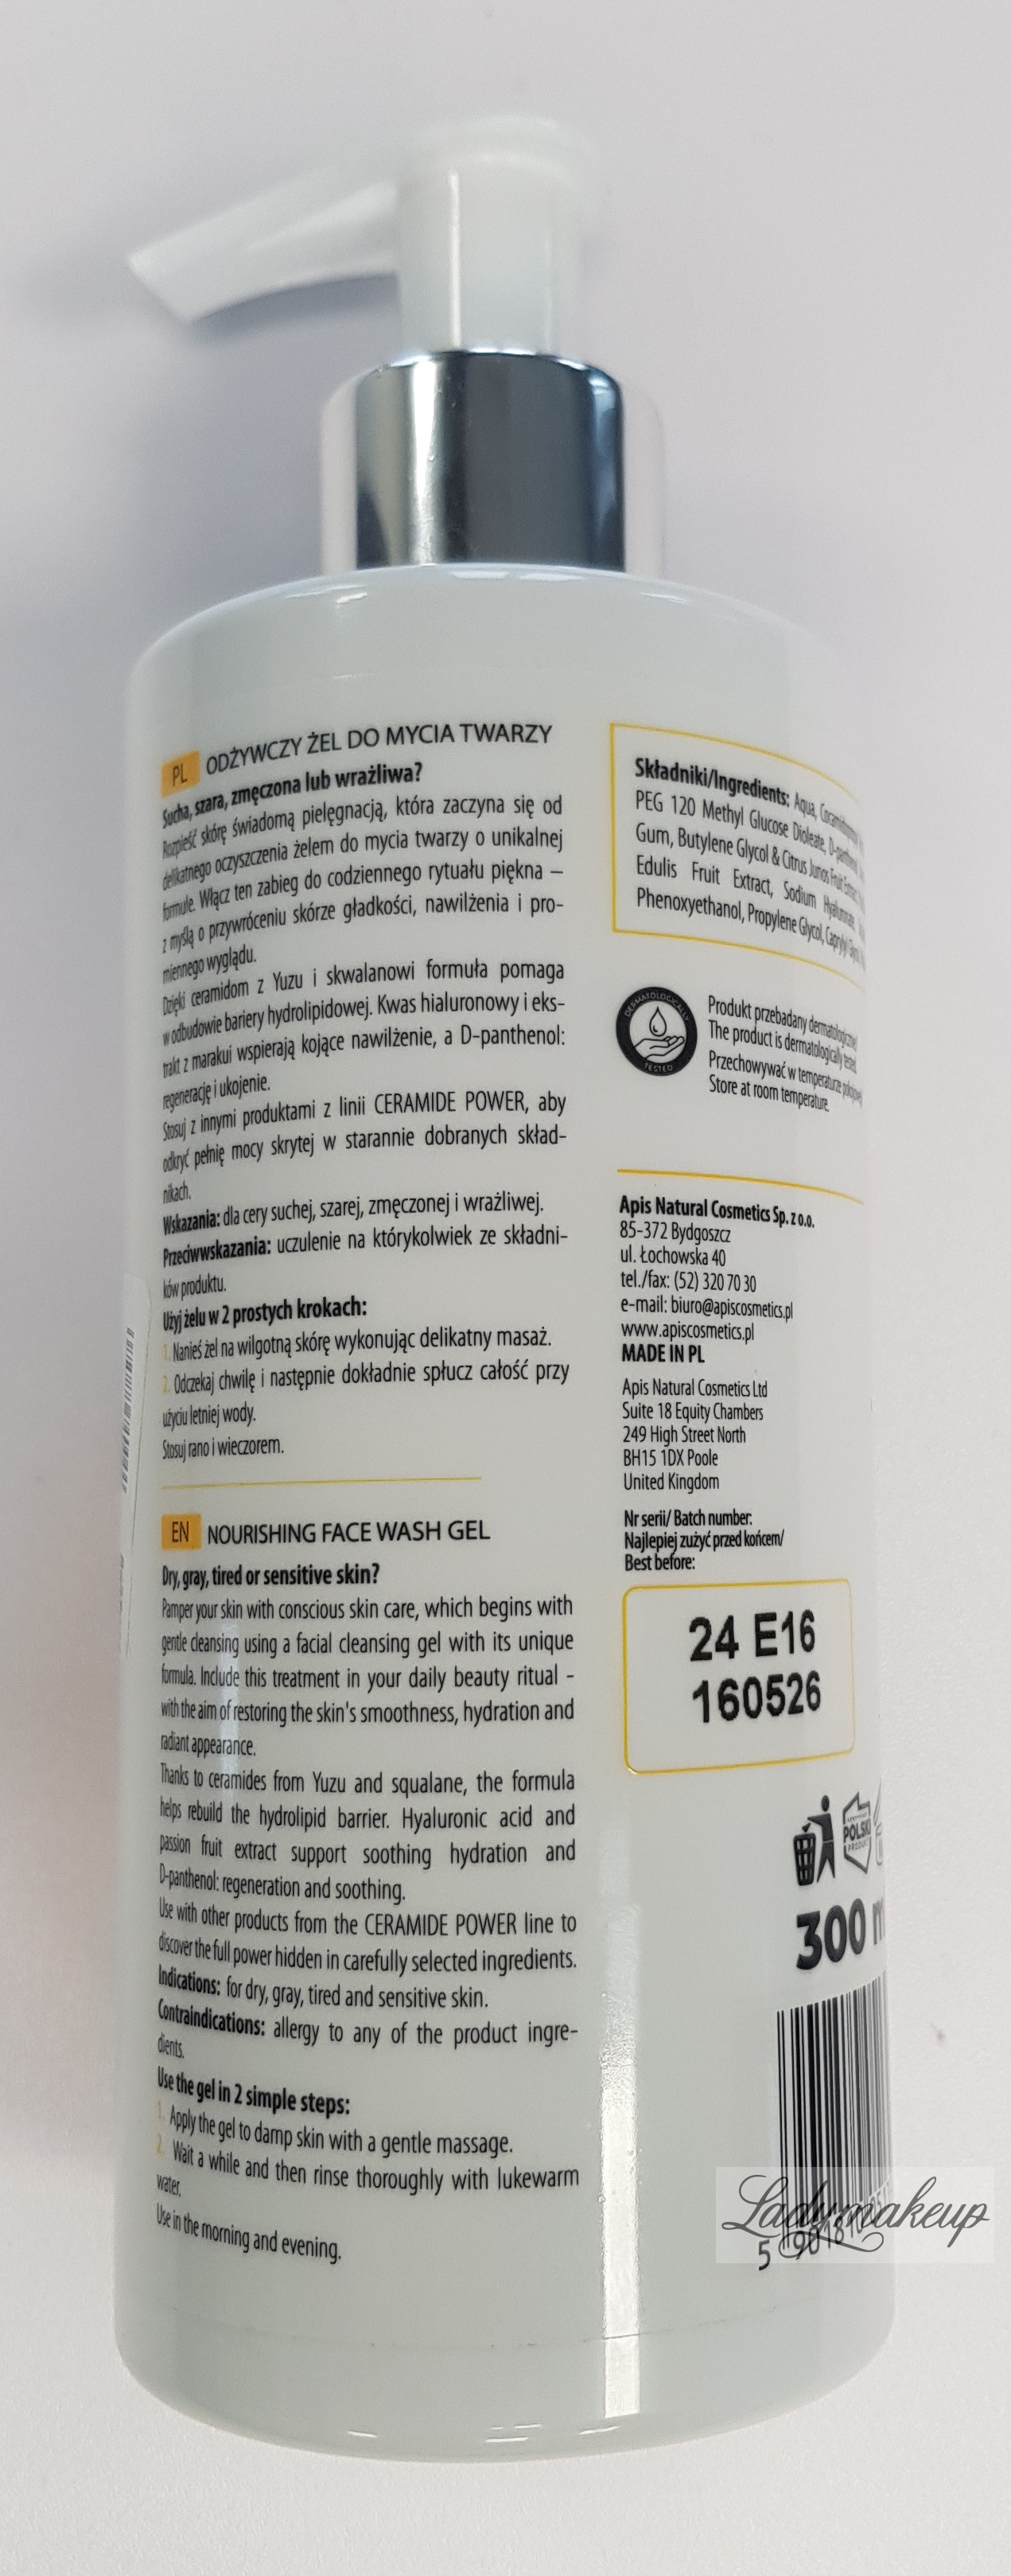 PL ODŻYWCZY ŻEL DO MYCIA TWARZY
Sucha, szara, zmęczona lub wrażliwa?
Rozpieść skórę świadomą pielęgnacją, która zaczyna się od
delikatnego oczyszczenia żelem do mycia twarzy o unikalnej
formule. Włącz ten zabieg do codziennego rytuału piękna –
z myślą o przywróceniu skórze gładkości, nawilżenia i pro-
miennego wyglądu.
Dzięki ceramidom z Yuzu i skwalanowi formuła pomaga
w odbudowie bariery hydrolipidowej. Kwas hialuronowy i eks-
trakt z marakui wspierają kojące nawilżenie, a D-panthenol:
regenerację i ukojenie.
Stosuj z innymi produktami z linii CERAMIDE POWER, aby
odkryć pełnię mocy skrytej w starannie dobranych skład-
nikach.
Wskazania: dla cery suchej, szarej, zmęczonej i wrażliwej.
Przeciwwskazania: uczulenie na którykolwiek ze składni-
ków produktu.
Użyj żelu w 2 prostych krokach:
1. Nanieś żel na wilgotną skórę wykonując delikatny masaż.
2. Odczekaj chwilę i następnie dokładnie spłucz całość przy
użyciu letniej wody.
Stosuj rano i wieczorem.
EN NOURISHING FACE WASH GEL
Dry, gray, tired or sensitive skin?
Pamper your skin with conscious skin care, which begins with
gentle cleansing using a facial cleansing gel with its unique
formula. Include this treatment in your daily beauty ritual -
with the aim of restoring the skin's smoothness, hydration and
radiant appearance.
Thanks to ceramides from Yuzu and squalane, the formula
helps rebuild the hydrolipid barrier. Hyaluronic acid and
passion fruit extract support soothing hydration and
D-panthenol: regeneration and soothing.
Use with other products from the CERAMIDE POWER line to
discover the full power hidden in carefully selected ingredients.
Indications: for dry, gray, tired and sensitive skin.
Contraindications: allergy to any of the product ingre-
dients.
Use the gel in 2 simple steps:
1. Apply the gel to damp skin with a gentle massage.
2. Wait a while and then rinse thoroughly with lukewarm
water.
Use in the morning and evening.
Składniki/Ingredients: Aqua,
PEG 120 Methyl Glucose Dioleate, D-panthenol
Gum, Butylene Glycol & Citrus Junos Fruit Extract
Edulis Fruit Extract, Sodium Hyaluronate
Phenoxyethanol, Propylene Glycol, Caprylyl Glycol
DERMATOLOGICALLY
TESTED
Produkt przebadany dermatologicznie/
The product is dermatologically tested.
Przechowywać w temperaturze pokojowej/
Store at room temperature.
Apis Natural Cosmetics Sp. z o.o.
85-372 Bydgoszcz
ul. Łochowska 40
tel./fax: (52) 320 70 30
e-mail: biuro@apiscosmetics.pl
www.apiscosmetics.pl
MADE IN PL
Apis Natural Cosmetics Ltd
Suite 18 Equity Chambers
249 High Street North
BH15 1DX Poole
United Kingdom
Nr serii/ Batch number:
Najlepiej zużyć przed końcem/
Best before:
24 E16
160526
POLSKI
PRODUKT
300 m
5 901810
Ladymakeup